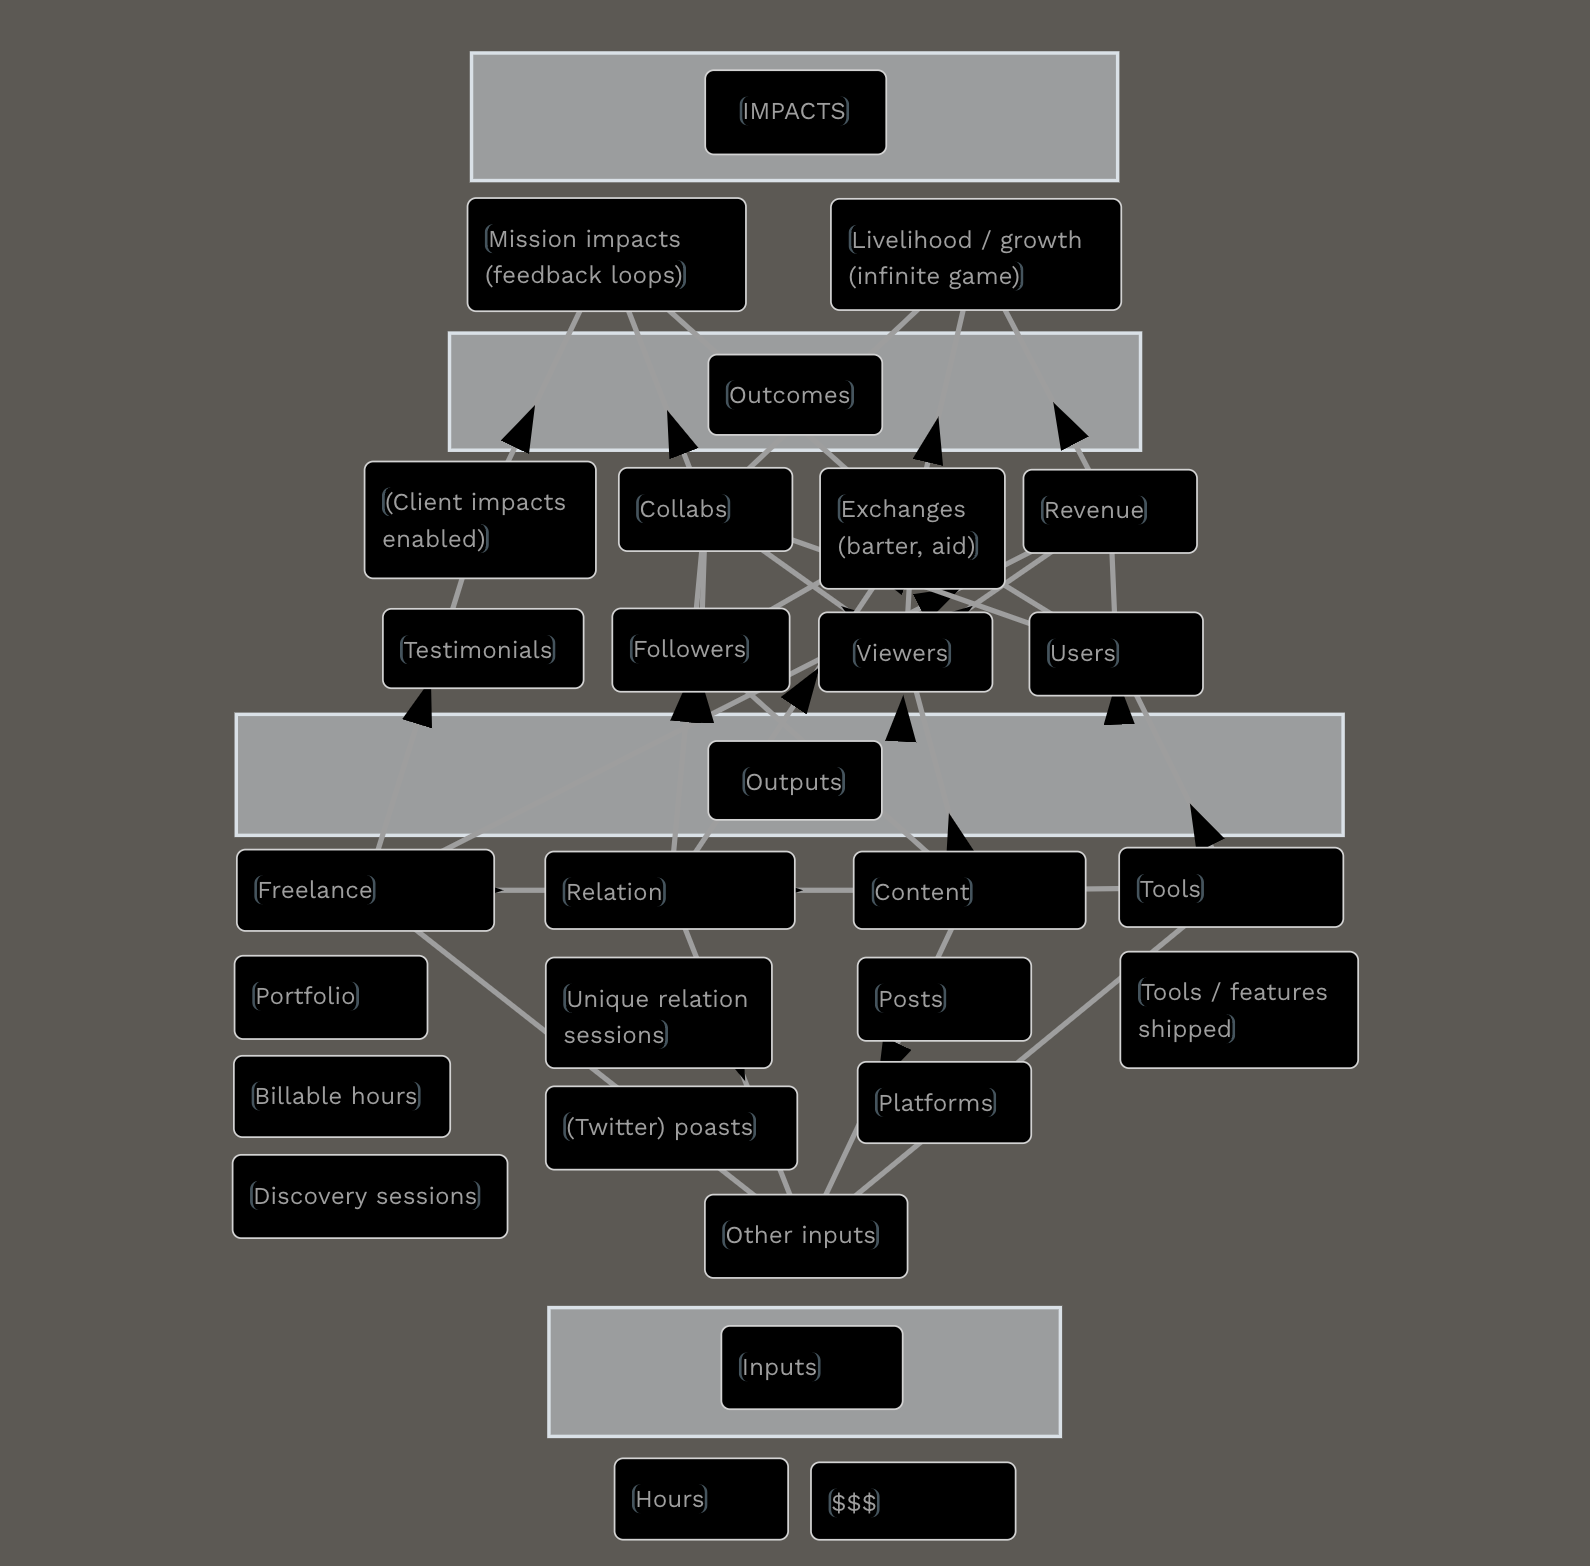 IMPACTS
Mission impacts
(feedback loops)
Livelihood / growth
(infinite game)
Outcomes
(Client impacts
enabled)
Collabs
Exchanges
(barter, aid)
Revenue
Testimonials
Followers
Viewers
Users
Outputs
Freelance
Relation
Content
Tools
Portfolio
Unique relation
sessions
Posts
Tools / features
shipped
Billable hours
(Twitter) poasts
Platforms
Discovery sessions
Other inputs
Inputs
Hours
$$$